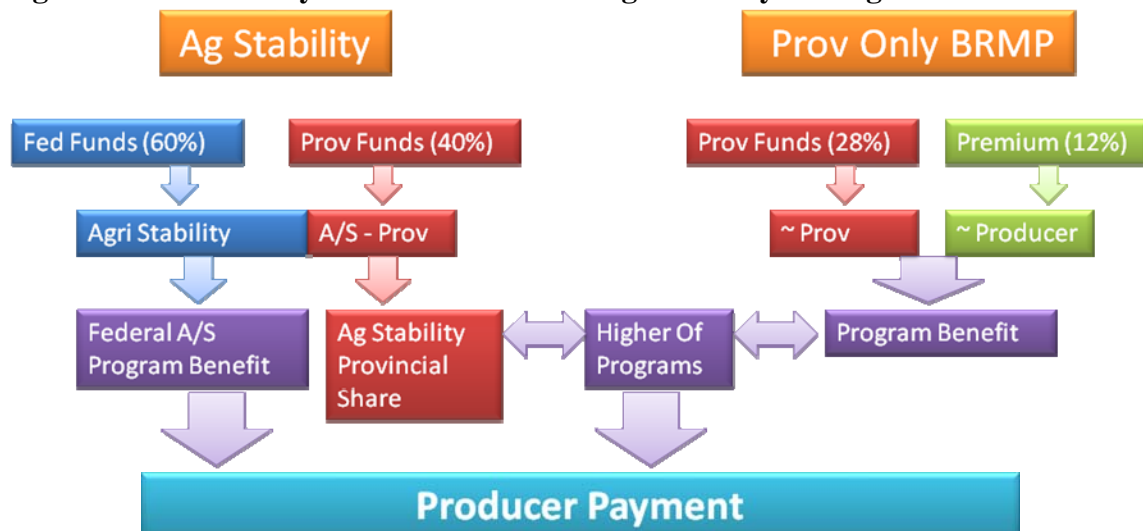 Ag Stability
Prov Only BRMP
Fed Funds (60%)
Prov Funds (40%)
Prov Funds (28%)
Premium (12%)
Agri Stability
A/S - Prov
~ Prov
~ Producer
Federal A/S
Program Benefit
Ag Stability
Provincial
Share
Higher Of
Programs
Program Benefit
Producer Payment